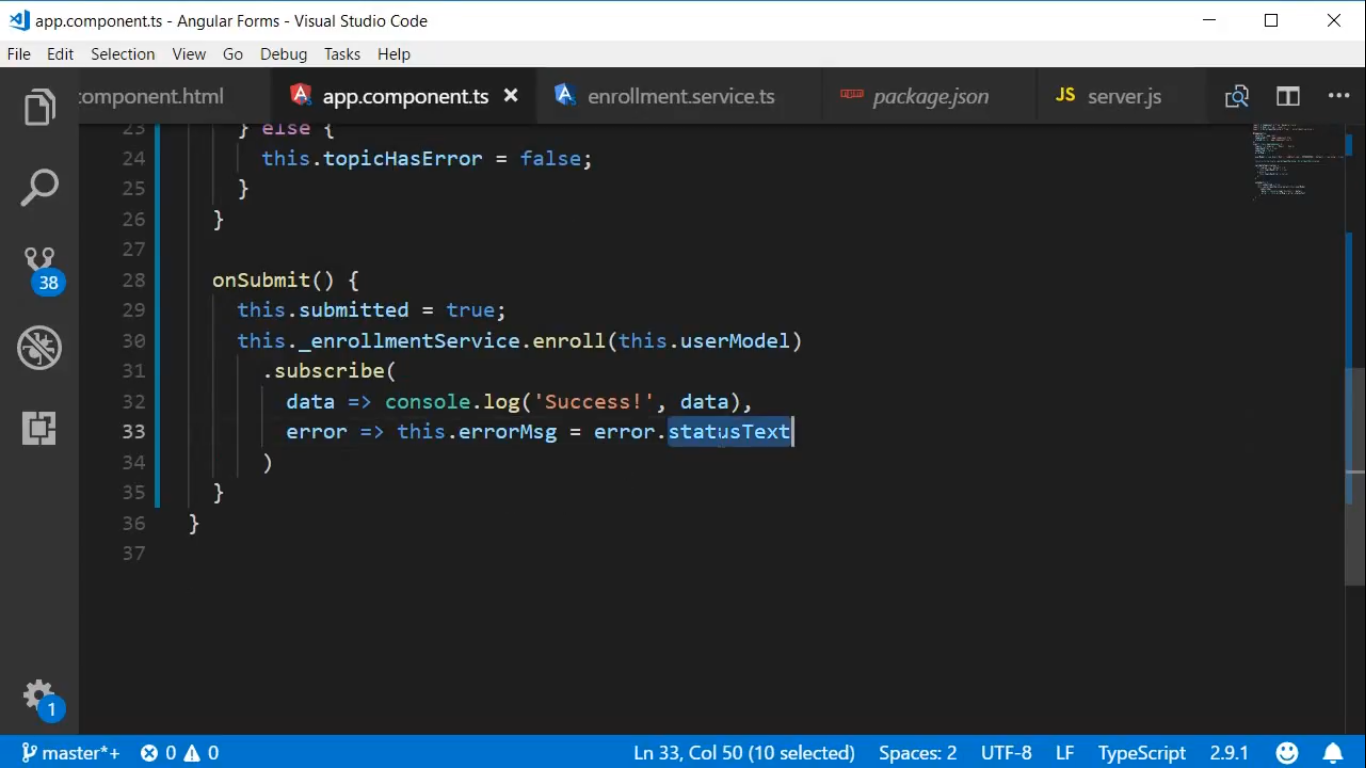 app.component.ts - Angular Forms - Visual Studio Code
File Edit Selection View Go Debug Tasks Help
component.html app.component.ts enrollment.service.ts package.json JS server.js
23 } else {
24 this.topicHasError = false;
25 }
26 }
27
28 onSubmit() {
29 this.submitted = true;
30 this._enrollmentService.enroll(this.userModel)
31 .subscribe(
32 data => console.log('Success!', data),
33 error => this.errorMsg = error.statusText
34 )
35 }
36 }
37
38
1
master*+ 0 0 Ln 33, Col 50 (10 selected) Spaces: 2 UTF-8 LF TypeScript 2.9.1